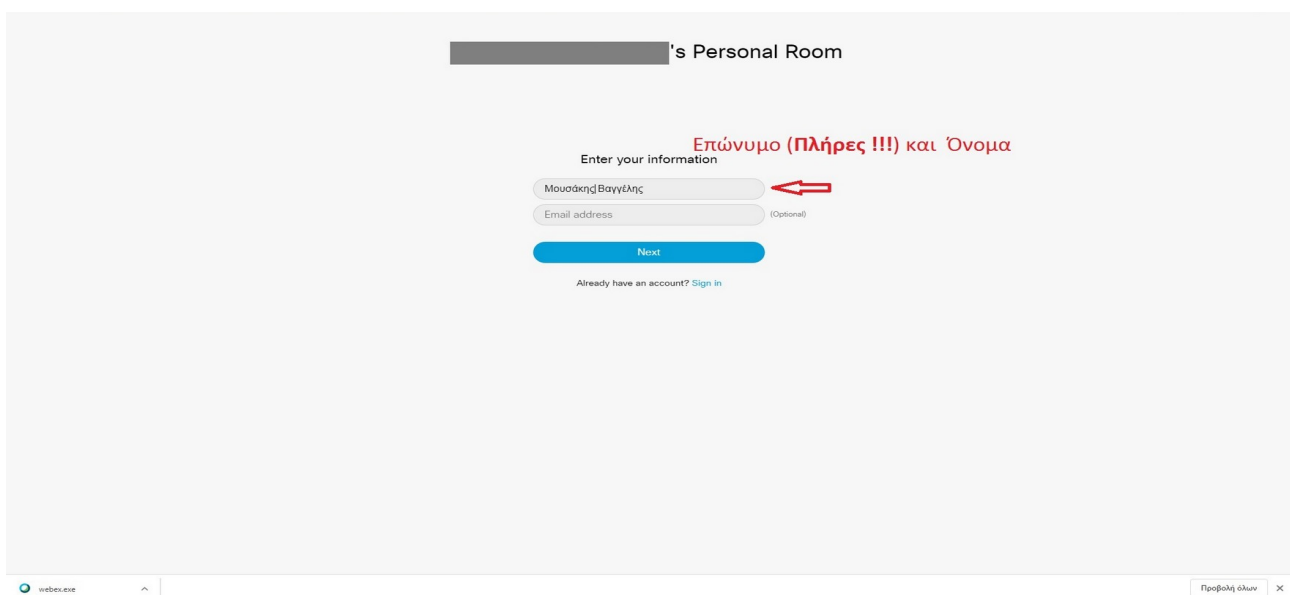 's Personal Room
Επώνυμο (Πλήρες !!!) και Όνομα
Enter your information
Μουσάκης Βαγγέλης
Email address
(Optional)
Next
Already have an account? Sign in
webex.exe
Προβολή όλων